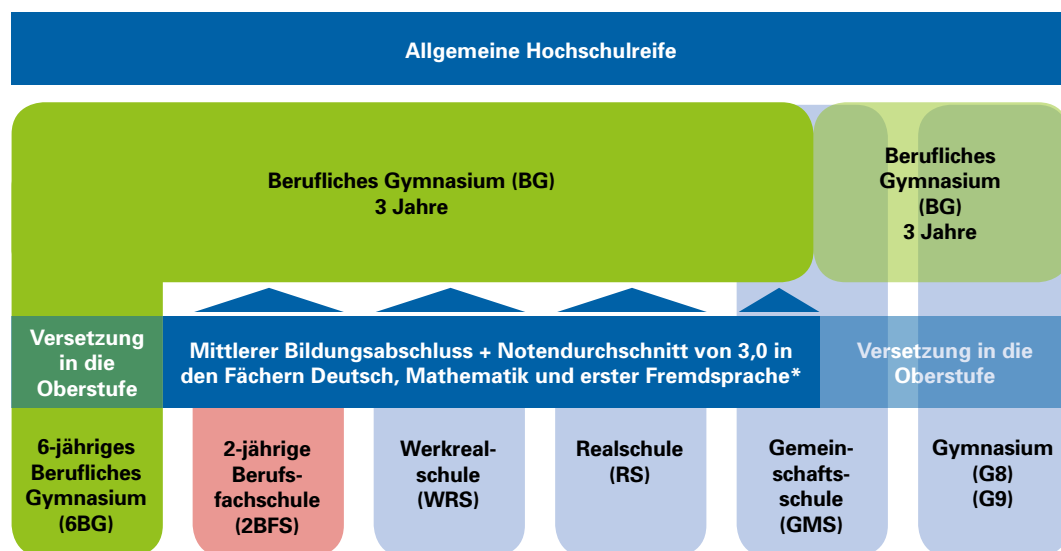 Allgemeine Hochschulreife
Berufliches Gymnasium (BG)
3 Jahre
Berufliches
Gymnasium
(BG)
3 Jahre
Versetzung
in die
Oberstufe
Mittlerer Bildungsabschluss + Notendurchschnitt von 3,0 in
den Fächern Deutsch, Mathematik und erster Fremdsprache*
Versetzung in die
Oberstufe
6-jähriges
Berufliches
Gymnasium
(6BG)
2-jährige
Berufs-
fachschule
(2BFS)
Werkreal-
schule
(WRS)
Realschule
(RS)
Gemein-
schafts-
schule
(GMS)
Gymnasium
(G8)
(G9)